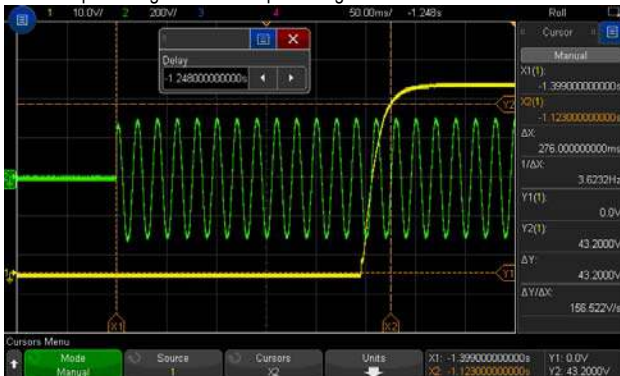 1 10.0V/ 2 200V/ 3 4 50.00ms/ -1.248s Roll
Cursor
Manual
Delay
-1.248000000000s
X1(1):
-1.399000000000s
X2(1):
-1.123000000000s
ΔX:
276.000000000ms
1/ΔX:
3.6232Hz
Y1(1):
0.0V
Y2(1):
43.2000V
ΔY:
43.2000V
ΔY/ΔX:
156.522V/s
Y2
Y1
X1
X2
Cursors Menu
Mode
Manual
Source
1
Cursors
X2
Units
X1: -1.399000000000s
X2: -1.123000000000s
Y1: 0.0V
Y2: 43.2000V